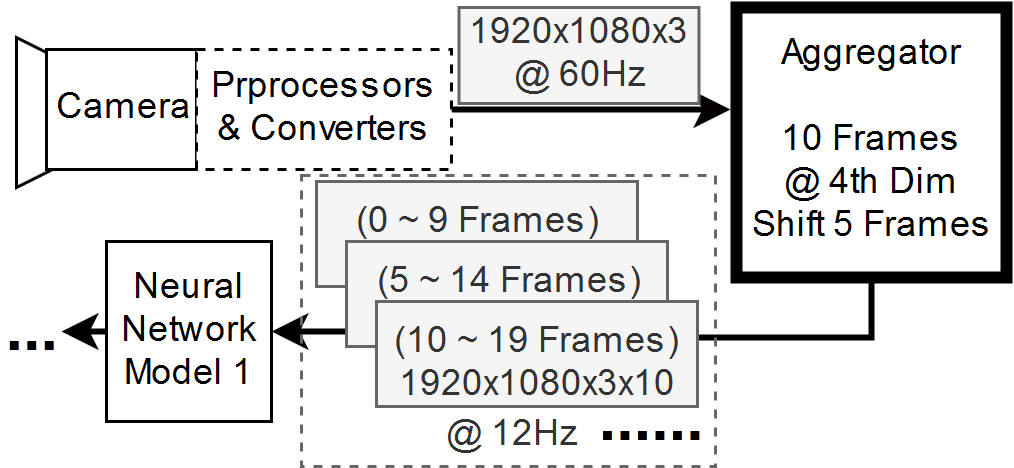 Camera
Prprocessors
& Converters
1920x1080x3
@ 60Hz
Aggregator
10 Frames
@ 4th Dim
Shift 5 Frames
(0 ~ 9 Frames)
(5 ~ 14 Frames)
(10 ~ 19 Frames)
1920x1080x3x10
@ 12Hz ......
Neural
Network
Model 1
...